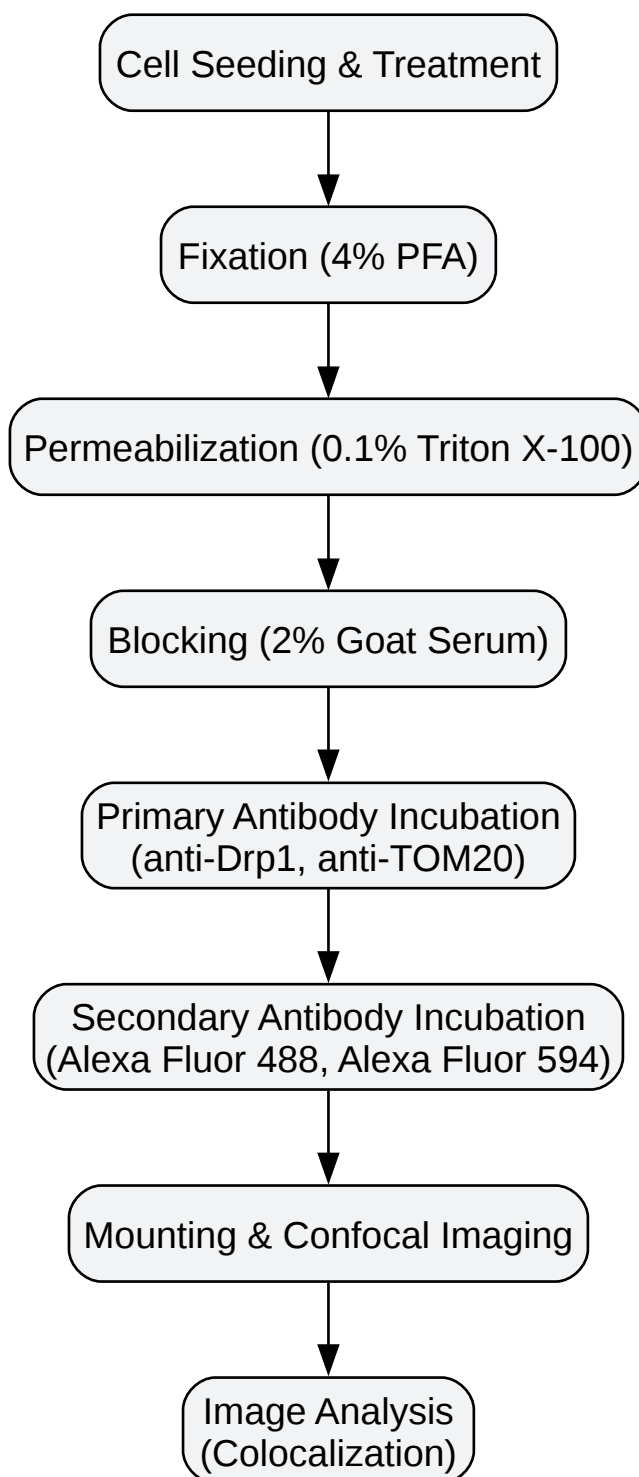 Cell Seeding & Treatment
Fixation (4% PFA)
Permeabilization (0.1% Triton X-100)
Blocking (2% Goat Serum)
Primary Antibody Incubation
(anti-Drp1, anti-TOM20)
Secondary Antibody Incubation
(Alexa Fluor 488, Alexa Fluor 594)
Mounting & Confocal Imaging
Image Analysis
(Colocalization)